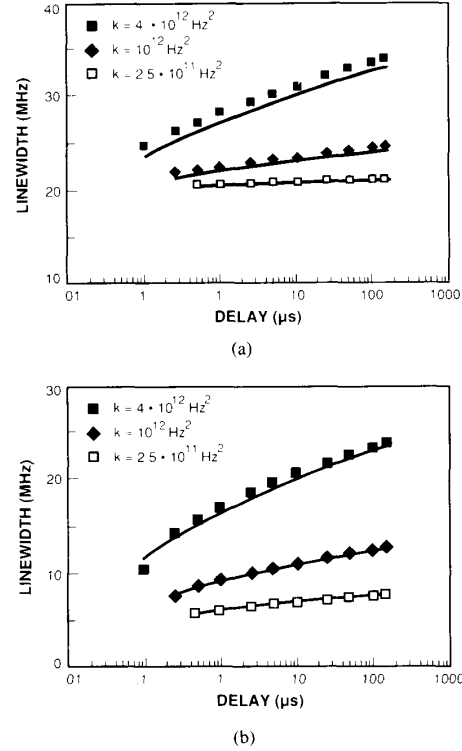 40
■ k = 4 • 10^12 Hz^2
◆ k = 10^12 Hz^2
□ k = 2.5 • 10^11 Hz^2
30
20
10
LINEWIDTH (MHz)
.01 .1 1 10 100 1000
DELAY (µs)
(a)
30
■ k = 4 • 10^12 Hz^2
◆ k = 10^12 Hz^2
□ k = 2.5 • 10^11 Hz^2
20
10
0
LINEWIDTH (MHz)
.01 .1 1 10 100 1000
DELAY (µs)
(b)